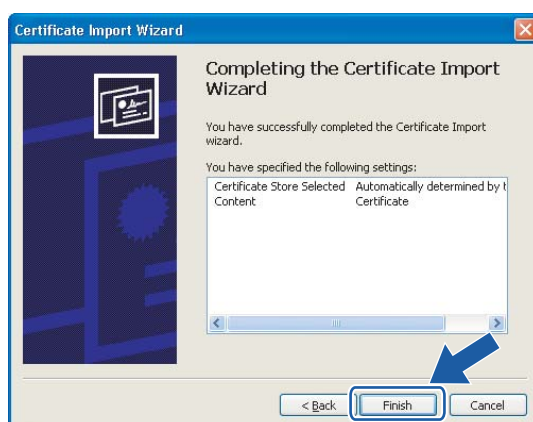 Certificate Import Wizard
Completing the Certificate Import
Wizard
You have successfully completed the Certificate Import
wizard.
You have specified the following settings:
Certificate Store Selected Automatically determined by t
Content Certificate
< Back Finish Cancel